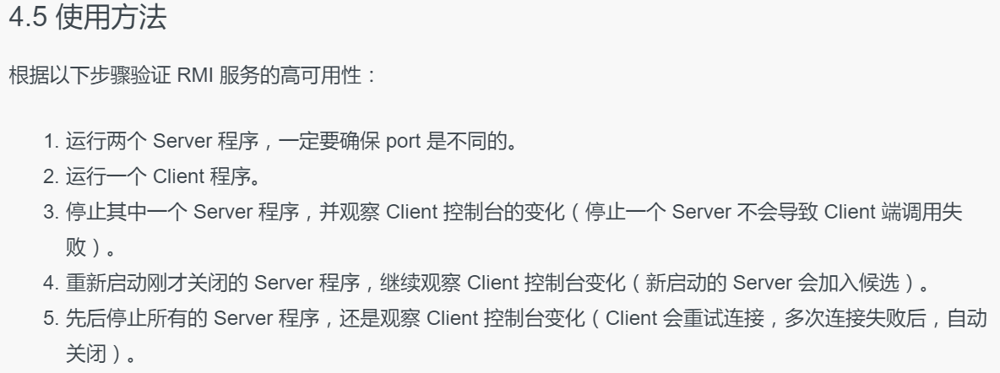 4.5 使用方法
根据以下步骤验证 RMI 服务的高可用性：
1. 运行两个 Server 程序，一定要确保 port 是不同的。
2. 运行一个 Client 程序。
3. 停止其中一个 Server 程序，并观察 Client 控制台的变化（停止一个 Server 不会导致 Client 端调用失
败）。
4. 重新启动刚才关闭的 Server 程序，继续观察 Client 控制台变化（新启动的 Server 会加入候选）。
5. 先后停止所有的 Server 程序，还是观察 Client 控制台变化（Client 会重试连接，多次连接失败后，自动
关闭）。